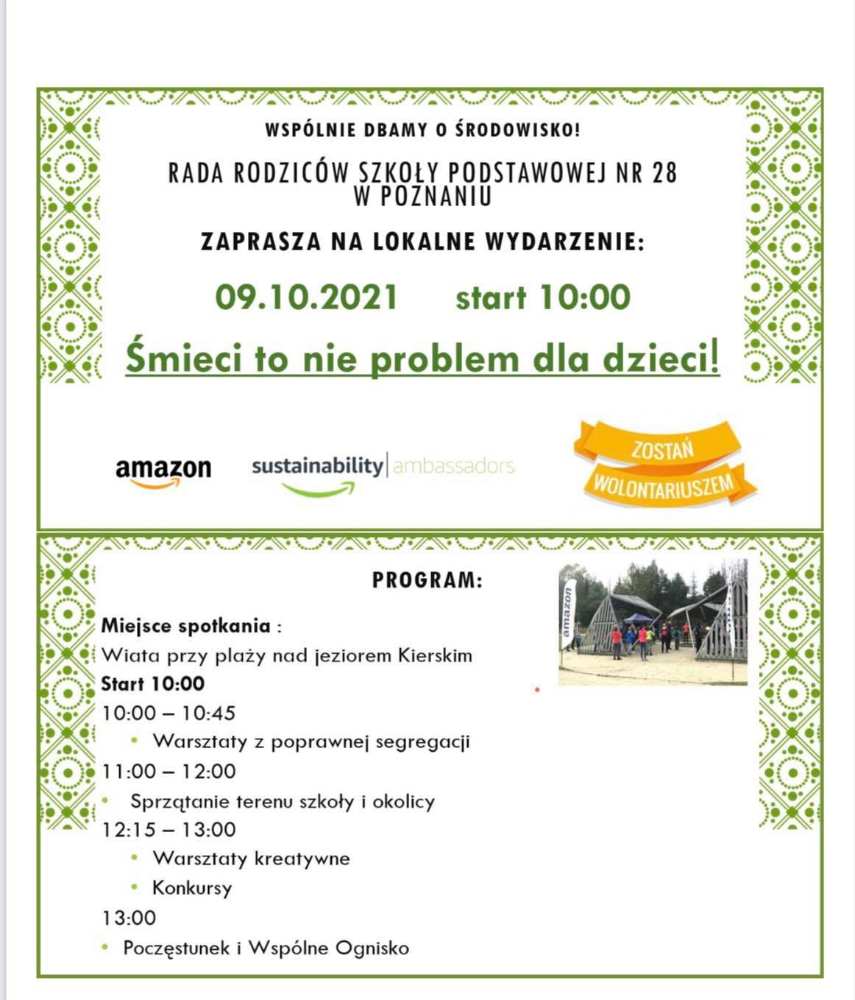 WSPÓLNIE DBAMY O ŚRODOWISKO!
RADA RODZICÓW SZKOŁY PODSTAWOWEJ NR 28
W POZNANIU
ZAPRASZA NA LOKALNE WYDARZENIE:
09.10.2021 start 10:00
Śmieci to nie problem dla dzieci!
amazon
sustainability ambassadors
ZOSTAŃ
WOLONTARIUSZEM
PROGRAM:
amazon
Miejsce spotkania :
Wiata przy plaży nad jeziorem Kierskim
Start 10:00
10:00 – 10:45
• Warsztaty z poprawnej segregacji
11:00 – 12:00
• Sprzątanie terenu szkoły i okolicy
12:15 – 13:00
• Warsztaty kreatywne
• Konkursy
13:00
• Poczęstunek i Wspólne Ognisko